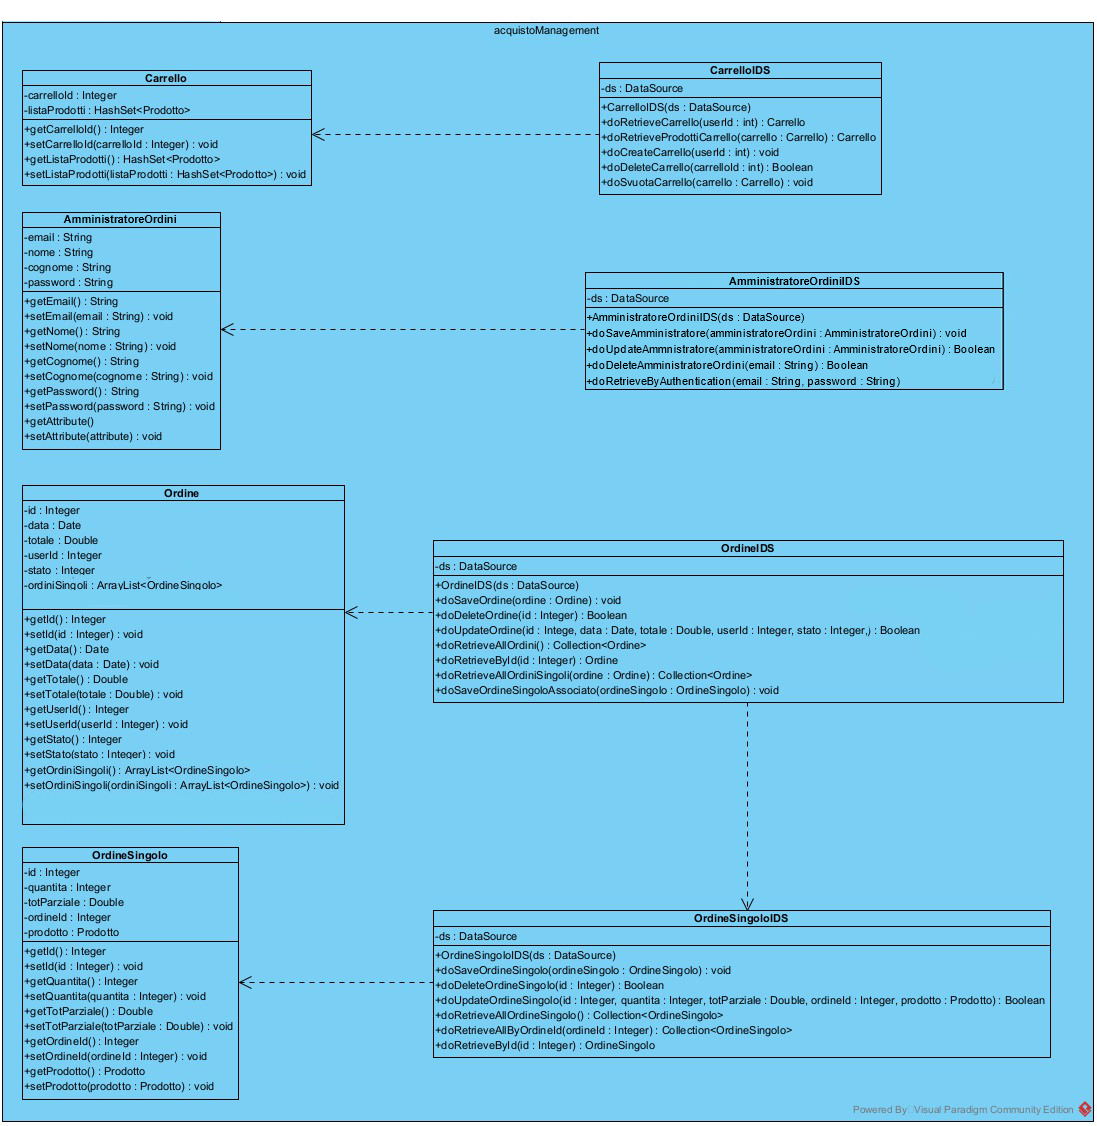 acquistoManagement
Carrello
-carrelloId : Integer
-listaProdotti : HashSet<Prodotto>
+getCarrelloId() : Integer
+setCarrelloId(carrelloId : Integer) : void
+getListaProdotti() : HashSet<Prodotto>
+setListaProdotti(listaProdotti : HashSet<Prodotto>) : void
CarrelloIDS
-ds : DataSource
+CarrelloIDS(ds : DataSource)
+doRetrieveCarrello(userId : int) : Carrello
+doRetrieveProdottiCarrello(carrello : Carrello) : Carrello
+doCreateCarrello(userId : int) : void
+doDeleteCarrello(carrelloId : int) : Boolean
+doSvuotaCarrello(carrello : Carrello) : void
AmministratoreOrdini
-email : String
-nome : String
-cognome : String
-password : String
+getEmail() : String
+setEmail(email : String) : void
+getNome() : String
+setNome(nome : String) : void
+getCognome() : String
+setCognome(cognome : String) : void
+getPassword() : String
+setPassword(password : String) : void
+getAttribute()
+setAttribute(attribute) : void
AmministratoreOrdiniIDS
-ds : DataSource
+AmministratoreOrdiniIDS(ds : DataSource)
+doSaveAmministratore(amministratoreOrdini : AmministratoreOrdini) : void
+doUpdateAmmnistratore(amministratoreOrdini : AmministratoreOrdini) : Boolean
+doDeleteAmministratoreOrdini(email : String) : Boolean
+doRetrieveByAuthentication(email : String, password : String)
Ordine
-id : Integer
-data : Date
-totale : Double
-userId : Integer
-stato : Integer
-ordiniSingoli : ArrayList<OrdineSingolo>
+getId() : Integer
+setId(id : Integer) : void
+getData() : Date
+setData(data : Date) : void
+getTotale() : Double
+setTotale(totale : Double) : void
+getUserId() : Integer
+setUserId(userId : Integer) : void
+getStato() : Integer
+setStato(stato : Integer) : void
+getOrdiniSingoli() : ArrayList<OrdineSingolo>
+setOrdiniSingoli(ordiniSingoli : ArrayList<OrdineSingolo>) : void
OrdineIDS
-ds : DataSource
+OrdineIDS(ds : DataSource)
+doSaveOrdine(ordine : Ordine) : void
+doDeleteOrdine(id : Integer) : Boolean
+doUpdateOrdine(id : Intege, data : Date, totale : Double, userId : Integer, stato : Integer,) : Boolean
+doRetrieveAllOrdini() : Collection<Ordine>
+doRetrieveById(id : Integer) : Ordine
+doRetrieveAllOrdiniSingoli(ordine : Ordine) : Collection<Ordine>
+doSaveOrdineSingoloAssociato(ordineSingolo : OrdineSingolo) : void
OrdineSingolo
-id : Integer
-quantita : Integer
-totParziale : Double
-ordineId : Integer
-prodotto : Prodotto
+getId() : Integer
+setId(id : Integer) : void
+getQuantita() : Integer
+setQuantita(quantita : Integer) : void
+getTotParziale() : Double
+setTotParziale(totParziale : Double) : void
+getOrdineId() : Integer
+setOrdineId(ordineId : Integer) : void
+getProdotto() : Prodotto
+setProdotto(prodotto : Prodotto) : void
OrdineSingoloIDS
-ds : DataSource
+OrdineSingoloIDS(ds : DataSource)
+doSaveOrdineSingolo(ordineSingolo : OrdineSingolo) : void
+doDeleteOrdineSingolo(id : Integer) : Boolean
+doUpdateOrdineSingolo(id : Integer, quantita : Integer, totParziale : Double, ordineId : Integer, prodotto : Prodotto) : Boolean
+doRetrieveAllOrdineSingolo() : Collection<OrdineSingolo>
+doRetrieveAllByOrdineId(ordineId : Integer) : Collection<OrdineSingolo>
+doRetrieveById(id : Integer) : OrdineSingolo
Powered By :Visual Paradigm Community Edition